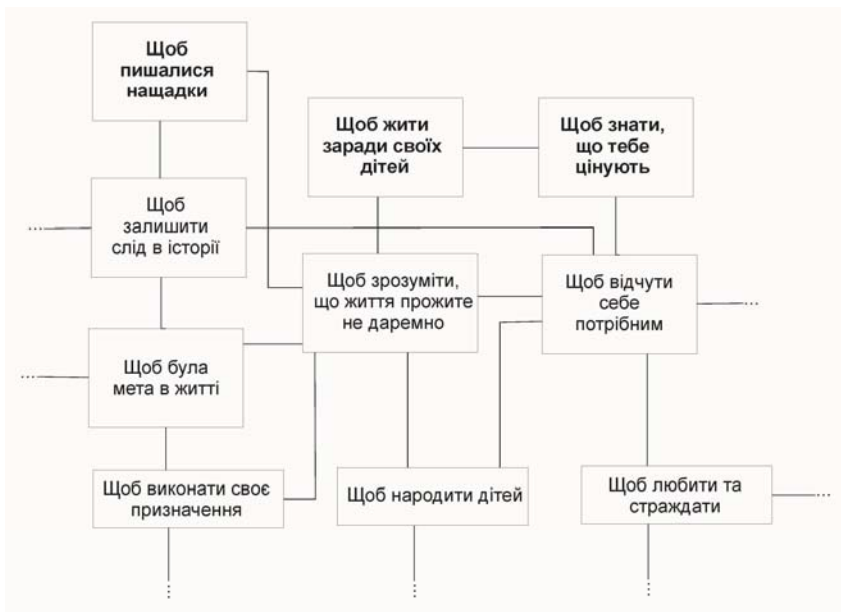 Щоб
пишалися
нащадки
Щоб жити
заради своїх
дітей
Щоб знати,
що тебе
цінують
Щоб
залишити
слід в історії
Щоб зрозуміти,
що життя прожите
не даремно
Щоб відчути
себе
потрібним
Щоб була
мета в житті
Щоб виконати своє
призначення
Щоб народити дітей
Щоб любити та
страждати